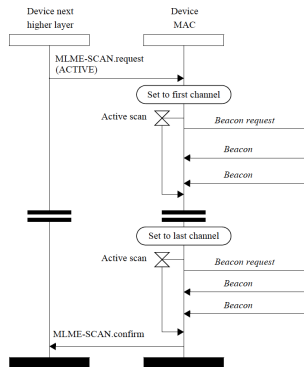 Device next
higher layer
Device
MAC
MLME-SCAN.request
(ACTIVE)
Set to first channel
Active scan
Beacon request
Beacon
Beacon
Set to last channel
Active scan
Beacon request
Beacon
Beacon
MLME-SCAN.confirm